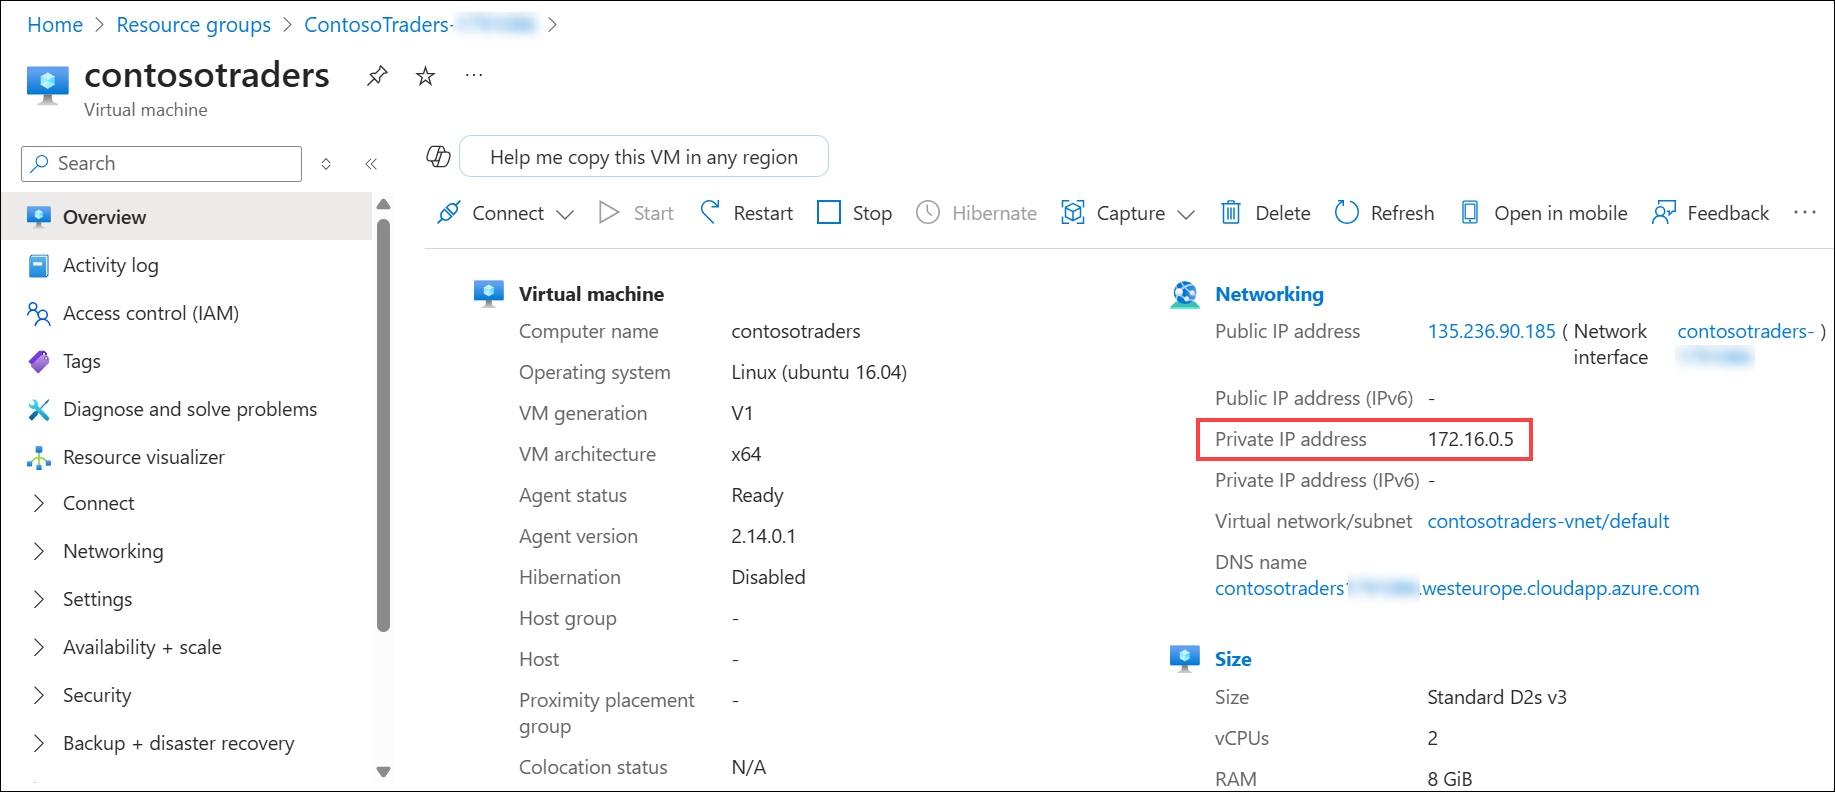 Home > Resource groups > ContosoTraders- >
contosotraders
Virtual machine
Search
Overview
Activity log
Access control (IAM)
Tags
Diagnose and solve problems
Resource visualizer
Connect
Networking
Settings
Availability + scale
Security
Backup + disaster recovery
Help me copy this VM in any region
Connect Start Restart Stop Hibernate Capture Delete Refresh Open in mobile Feedback ...
Virtual machine
Computer name contosotraders
Operating system Linux (ubuntu 16.04)
VM generation V1
VM architecture x64
Agent status Ready
Agent version 2.14.0.1
Hibernation Disabled
Host group -
Host -
Proximity placement -
group
Colocation status N/A
Networking
Public IP address 135.236.90.185 ( Network contosotraders- )
interface
Public IP address (IPv6) -
Private IP address 172.16.0.5
Private IP address (IPv6) -
Virtual network/subnet contosotraders-vnet/default
DNS name
contosotraders .westeurope.cloudapp.azure.com
Size
Size Standard D2s v3
vCPUs 2
RAM 8 GiB